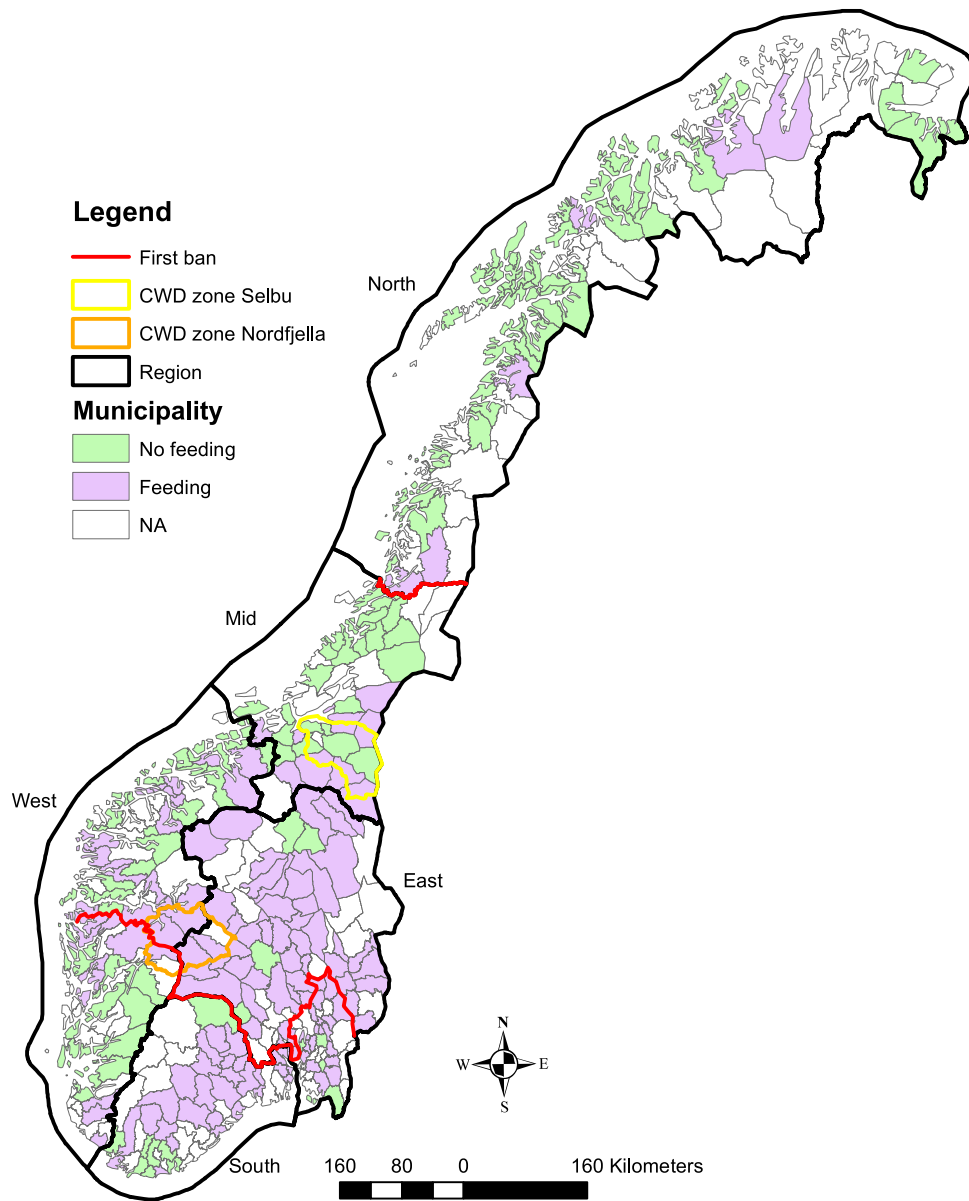 Legend
First ban
CWD zone Selbu
CWD zone Nordfjella
Region
Municipality
No feeding
Feeding
NA
North
Mid
West
East
South
N
W E
S
160 80 0 160 Kilometers